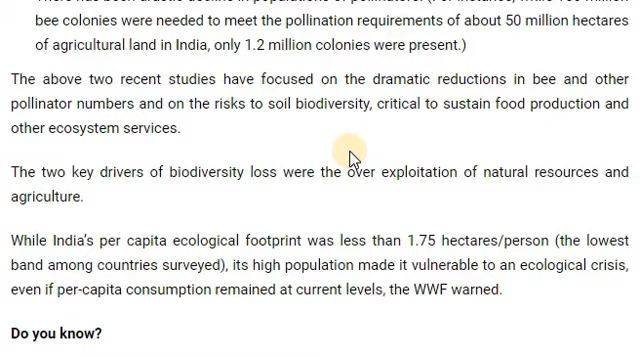 bee colonies were needed to meet the pollination requirements of about 50 million hectares
of agricultural land in India, only 1.2 million colonies were present.)
The above two recent studies have focused on the dramatic reductions in bee and other
pollinator numbers and on the risks to soil biodiversity, critical to sustain food production and
other ecosystem services.
The two key drivers of biodiversity loss were the over exploitation of natural resources and
agriculture.
While India’s per capita ecological footprint was less than 1.75 hectares/person (the lowest
band among countries surveyed), its high population made it vulnerable to an ecological crisis,
even if per-capita consumption remained at current levels, the WWF warned.
Do you know?